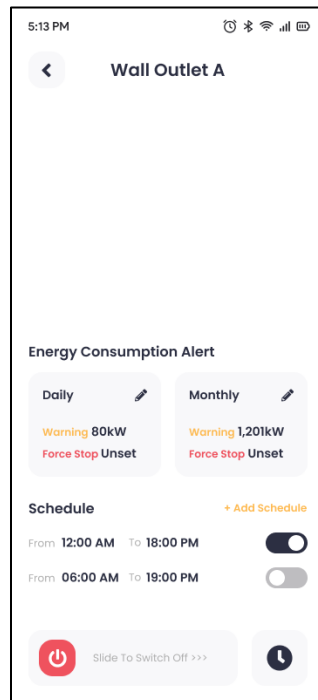 5:13 PM
Wall Outlet A
Energy Consumption Alert
Daily
Warning 80kW
Force Stop Unset
Monthly
Warning 1,201kW
Force Stop Unset
Schedule
+ Add Schedule
From 12:00 AM To 18:00 PM
From 06:00 AM To 19:00 PM
Slide To Switch Off >>>